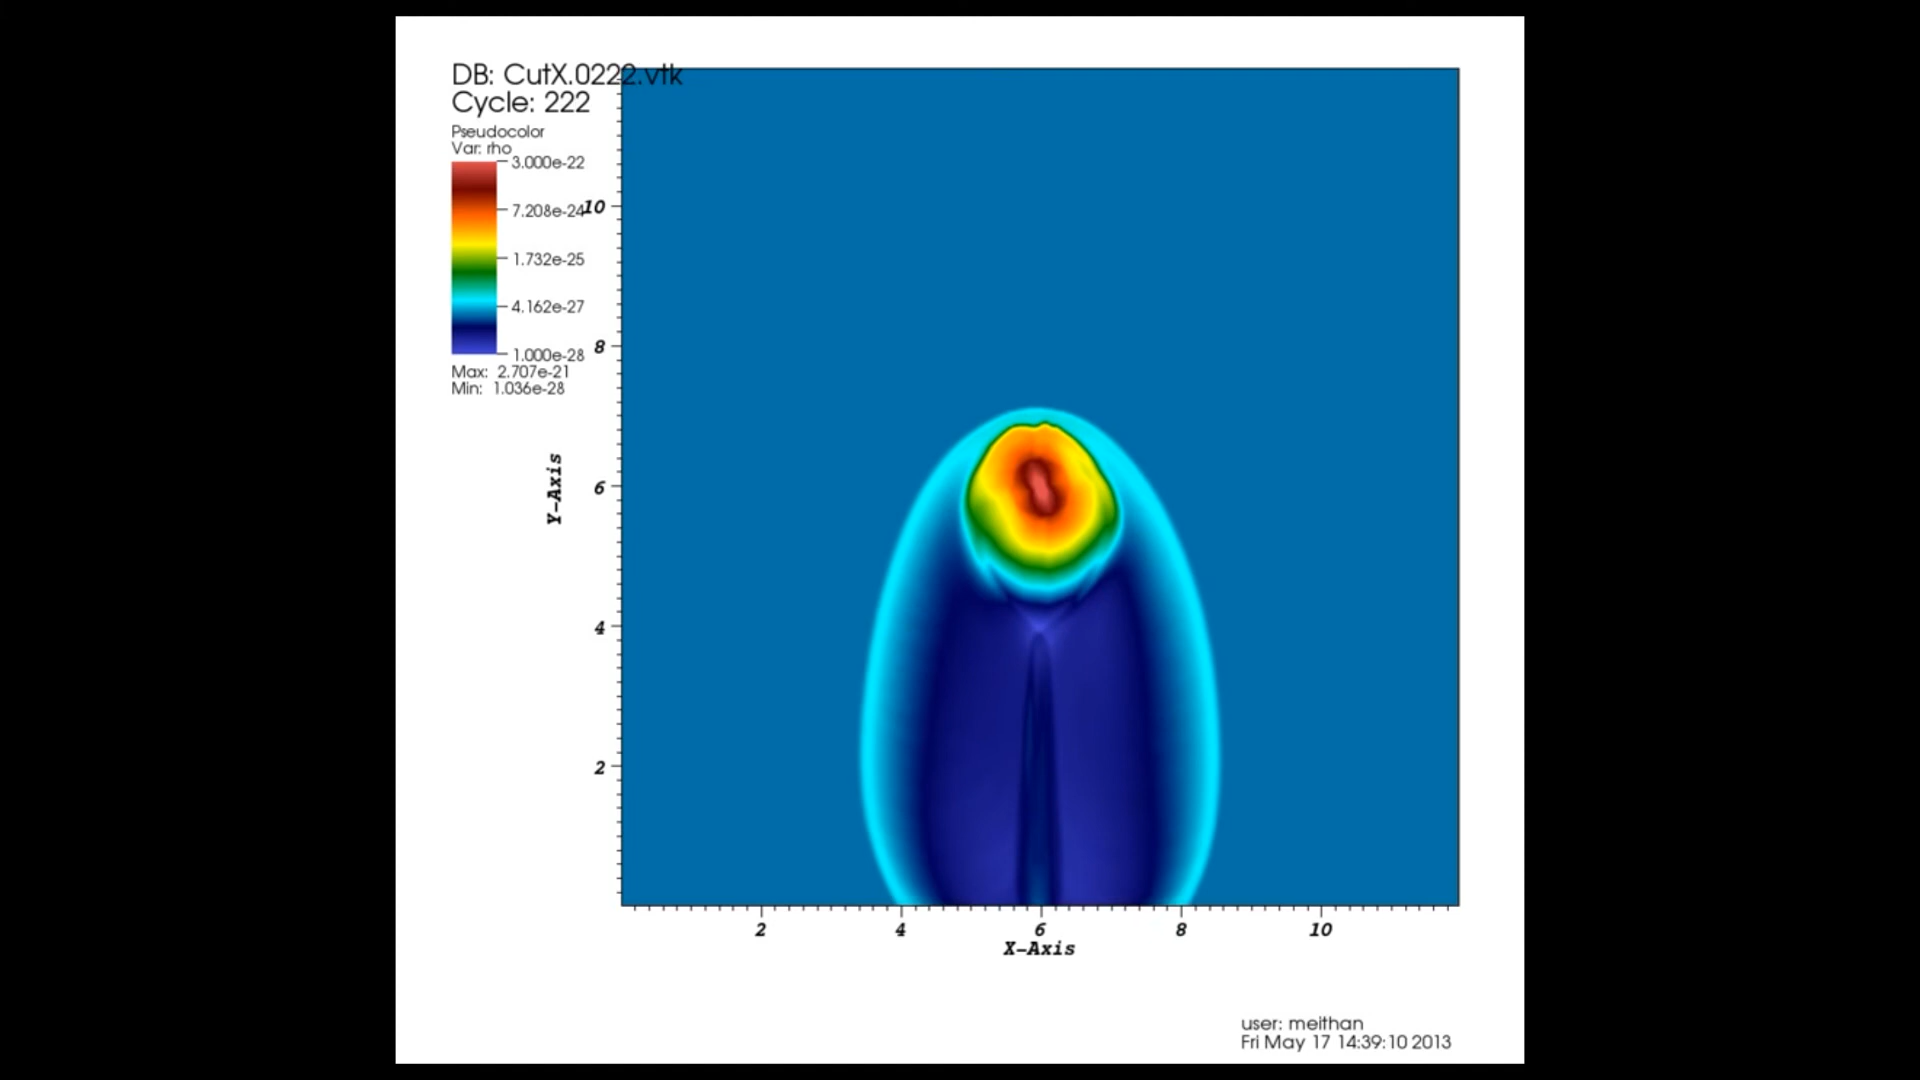 DB: CutX.0222.vtk
Cycle: 222
Pseudocolor
Var: rho
3.000e-22
7.208e-24
1.732e-25
4.162e-27
1.000e-28
Max: 2.707e-21
Min: 1.036e-28
10
8
6
4
2
Y-Axis
2
4
6
8
10
X-Axis
user: meithan
Fri May 17 14:39:10 2013